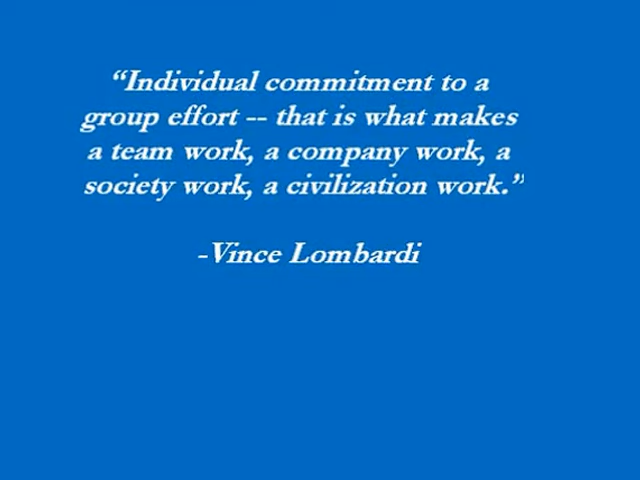 “Individual commitment to a
group effort -- that is what makes
a team work, a company work, a
society work, a civilization work.”
-Vince Lombardi